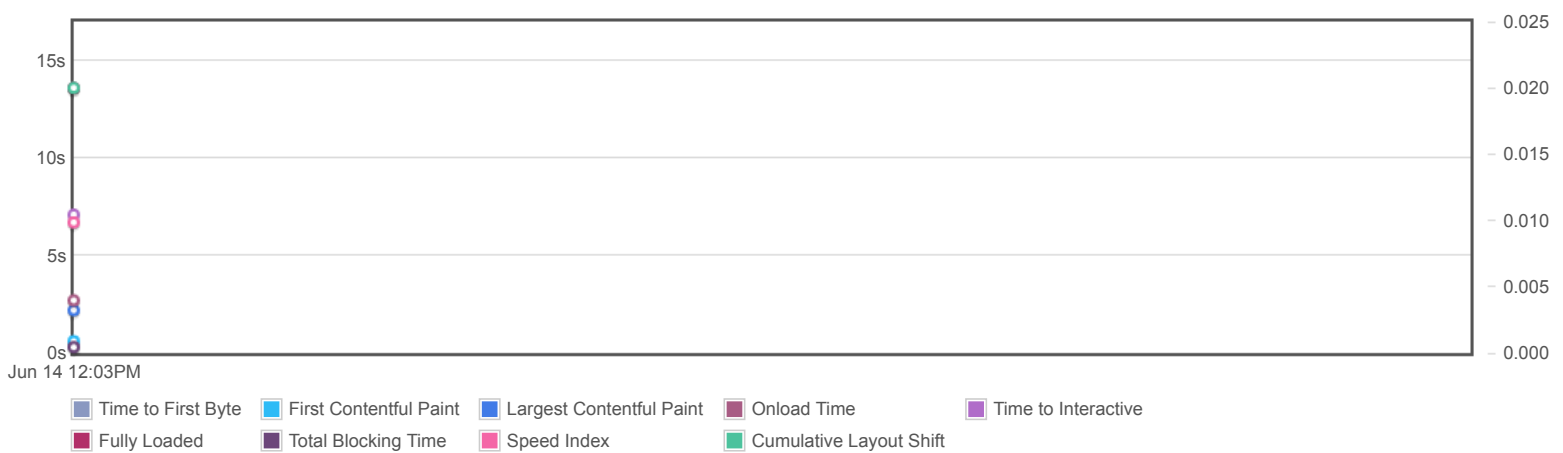 0.025
15s
0.020
0.015
10s
0.010
5s
0.005
0s
0.000
Jun 14 12:03PM
Time to First Byte First Contentful Paint Largest Contentful Paint Onload Time Time to Interactive
Fully Loaded Total Blocking Time Speed Index Cumulative Layout Shift